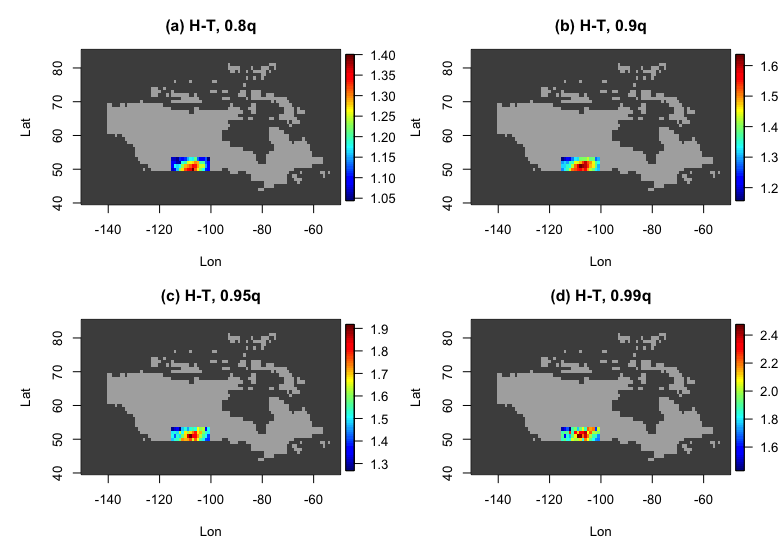 (a) H-T, 0.8q
Lat
80
70
60
50
40
-140 -120 -100 -80 -60
Lon
1.40
1.35
1.30
1.25
1.20
1.15
1.10
1.05
(b) H-T, 0.9q
Lat
80
70
60
50
40
-140 -120 -100 -80 -60
Lon
1.6
1.5
1.4
1.3
1.2
(c) H-T, 0.95q
Lat
80
70
60
50
40
-140 -120 -100 -80 -60
Lon
1.9
1.8
1.7
1.6
1.5
1.4
1.3
(d) H-T, 0.99q
Lat
80
70
60
50
40
-140 -120 -100 -80 -60
Lon
2.4
2.2
2.0
1.8
1.6